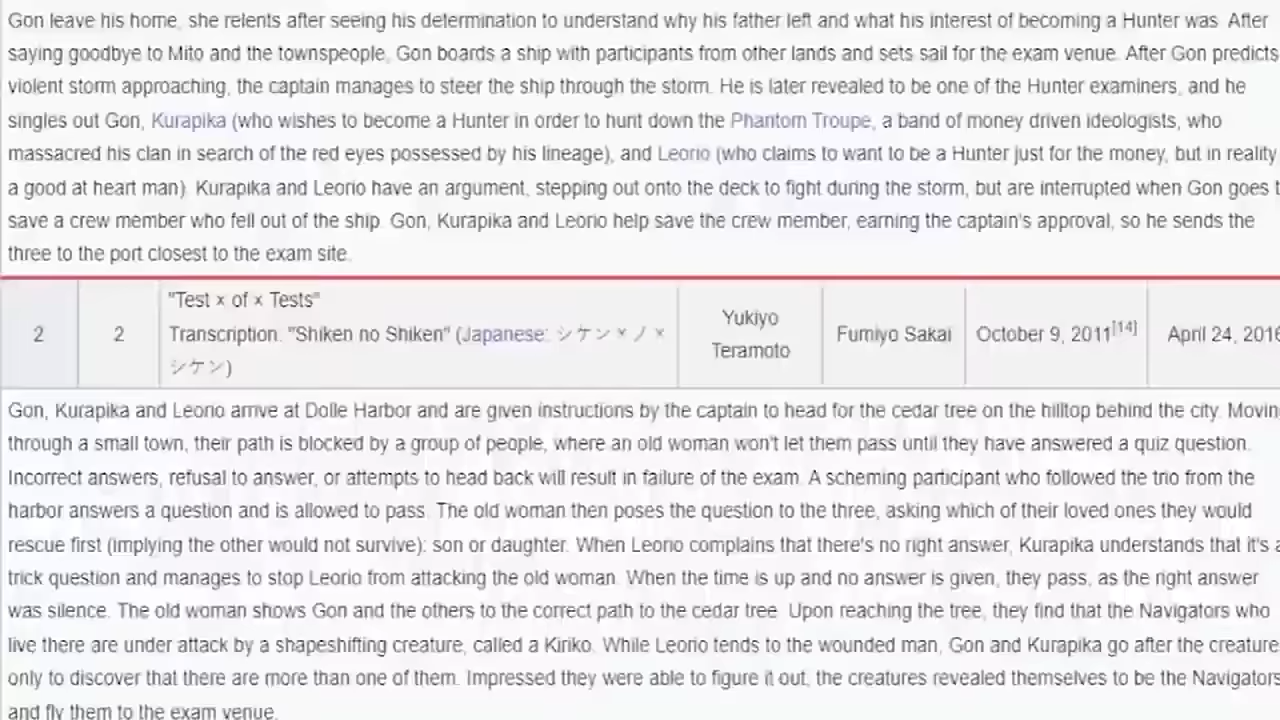 Gon leave his home, she relents after seeing his determination to understand why his father left and what his interest of becoming a Hunter was. After
saying goodbye to Mito and the townspeople, Gon boards a ship with participants from other lands and sets sail for the exam venue. After Gon predicts
violent storm approaching, the captain manages to steer the ship through the storm. He is later revealed to be one of the Hunter examiners, and he
singles out Gon, Kurapika (who wishes to become a Hunter in order to hunt down the Phantom Troupe, a band of money driven ideologists, who
massacred his clan in search of the red eyes possessed by his lineage), and Leorio (who claims to want to be a Hunter just for the money, but in reality
a good at heart man). Kurapika and Leorio have an argument, stepping out onto the deck to fight during the storm, but are interrupted when Gon goes t
save a crew member who fell out of the ship. Gon, Kurapika and Leorio help save the crew member, earning the captain's approval, so he sends the
three to the port closest to the exam site.
2 2 "Test × of × Tests"
Transcription: "Shiken no Shiken" (Japanese: シケン×ノ×
シケン)
Yukiyo
Teramoto
Fumiyo Sakai
October 9, 2011[14]
April 24, 2016
Gon, Kurapika and Leorio arrive at Dolle Harbor and are given instructions by the captain to head for the cedar tree on the hilltop behind the city. Movin
through a small town, their path is blocked by a group of people, where an old woman won't let them pass until they have answered a quiz question.
Incorrect answers, refusal to answer, or attempts to head back will result in failure of the exam. A scheming participant who followed the trio from the
harbor answers a question and is allowed to pass. The old woman then poses the question to the three, asking which of their loved ones they would
rescue first (implying the other would not survive): son or daughter. When Leorio complains that there's no right answer, Kurapika understands that it's a
trick question and manages to stop Leorio from attacking the old woman. When the time is up and no answer is given, they pass, as the right answer
was silence. The old woman shows Gon and the others to the correct path to the cedar tree. Upon reaching the tree, they find that the Navigators who
live there are under attack by a shapeshifting creature, called a Kiriko. While Leorio tends to the wounded man, Gon and Kurapika go after the creature
only to discover that there are more than one of them. Impressed they were able to figure it out, the creatures revealed themselves to be the Navigators
and fly them to the exam venue.